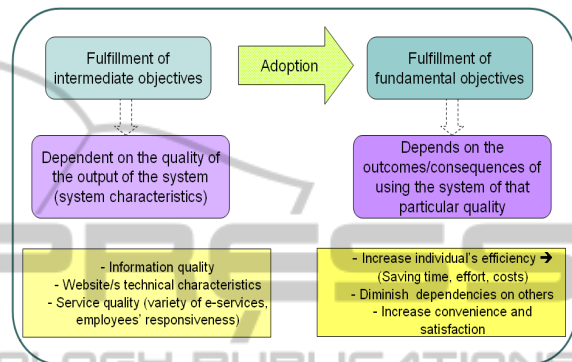 Fulfillment of
intermediate objectives
Adoption
Fulfillment of
fundamental objectives
Dependent on the quality of
the output of the system
(system characteristics)
Depends on the
outcomes/consequences of
using the system of that
particular quality
- Information quality
- Website/s technical characteristics
- Service quality (variety of e-services,
employees' responsiveness)
- Increase individual's efficiency ➔
(Saving time, effort, costs)
- Diminish dependencies on others
- Increase convenience and
satisfaction
PRESS
OLOGY PUBLICATIONS